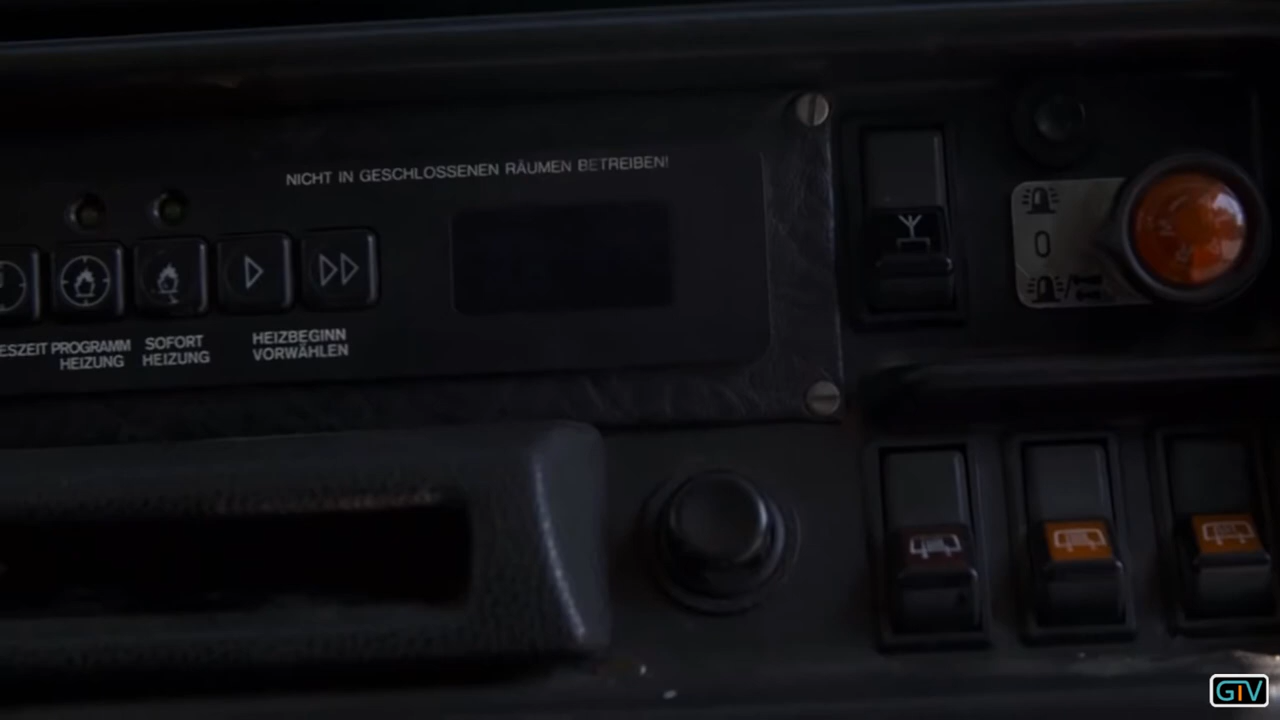 NICHT IN GESCHLOSSENEN RÄUMEN BETREIBEN!
ESZEIT
PROGRAMM
HEIZUNG
SOFORT
HEIZUNG
HEIZBEGINN
VORWÄHLEN
0
GTV